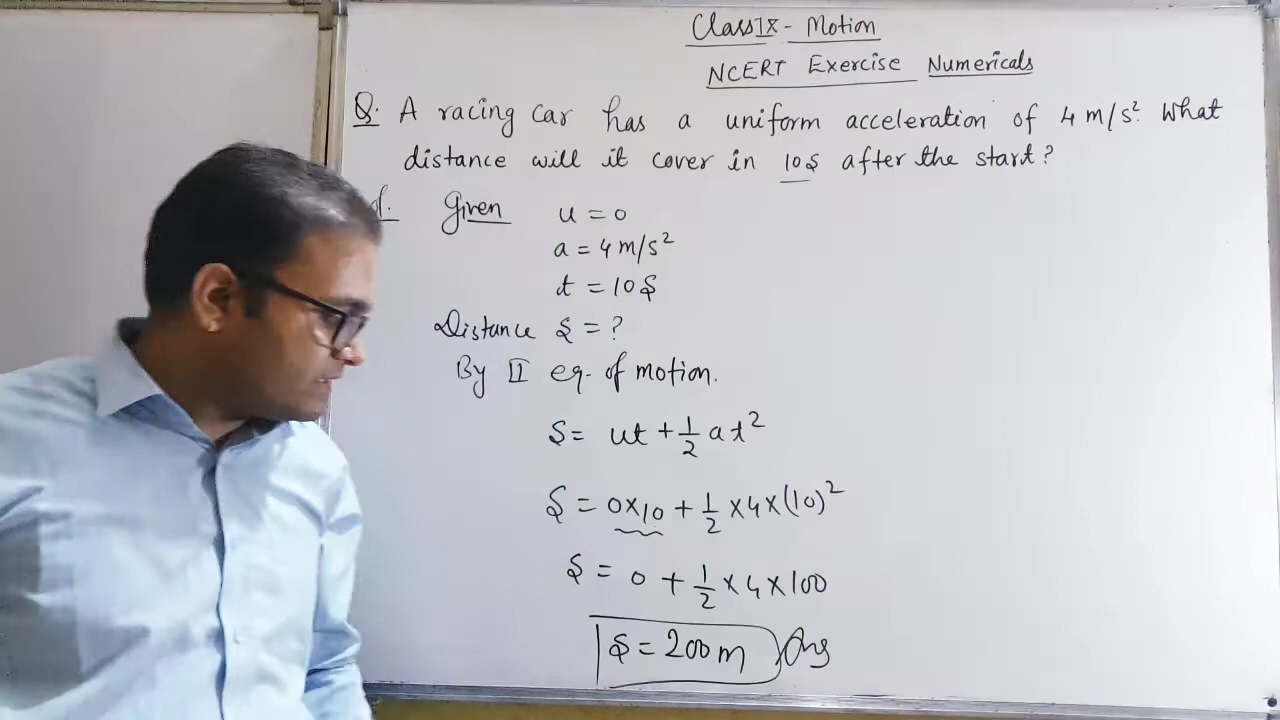 Class IX - Motion
NCERT Exercise Numericals
Q. A racing car has a uniform acceleration of 4 m/s². What
distance will it cover in 10s after the start?
Given u = 0
a = 4 m/s²
t = 10s
Distance s = ?
By II eq. of motion.
S = ut + 1/2 at²
S = 0×10 + 1/2 ×4×(10)²
S = 0 + 1/2 ×4×100
S = 200 m Ans